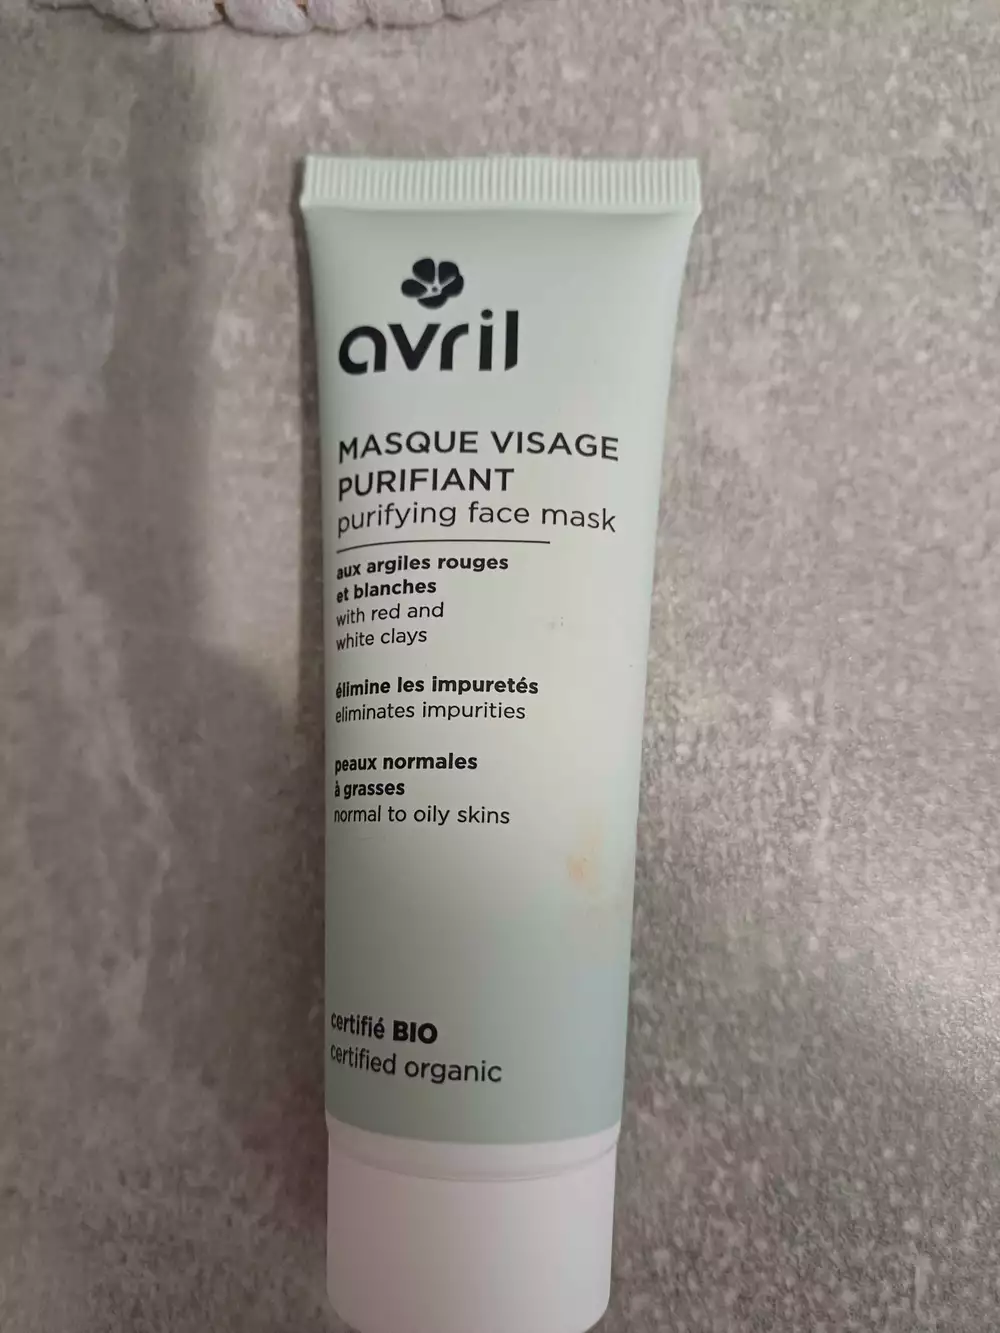 avril
MASQUE VISAGE
PURIFIANT
purifying face mask
aux argiles rouges
et blanches
with red and
white clays
élimine les impuretés
eliminates impurities
peaux normales
à grasses
normal to oily skins
certifié BIO
certified organic